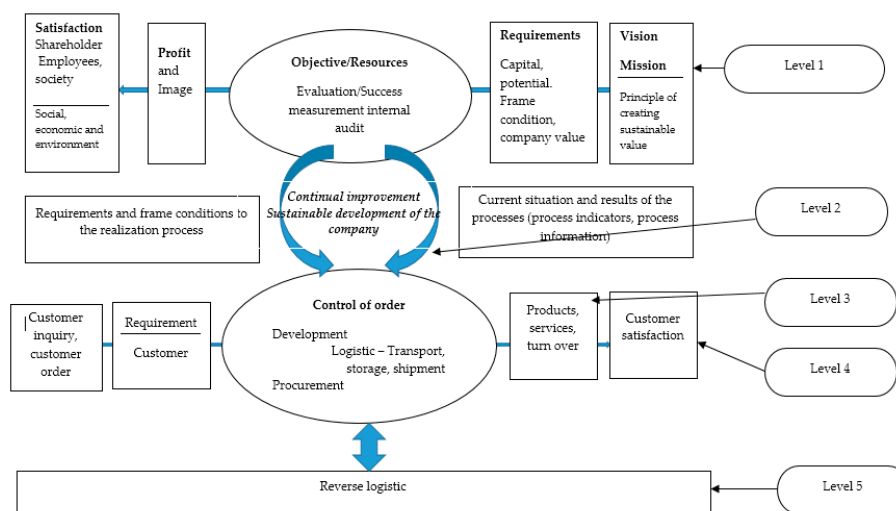 Satisfaction
Shareholder
Employees,
society
Social,
economic and
environment
Profit
and
Image
Objective/Resources
Evaluation/Success
measurement internal
audit
Requirements
Capital,
potential.
Frame
condition,
company value
Vision
Mission
Principle of
creating
sustainable
value
Level 1
Requirements and frame conditions to
the realization process
Continual improvement
Sustainable development of the
company
Current situation and results of the
processes (process indicators, process
information)
Level 2
Customer
inquiry,
customer
order
Requirement
Customer
Control of order
Development
Logistic – Transport,
storage, shipment
Procurement
Products,
services,
turn over
Customer
satisfaction
Level 3
Level 4
Reverse logistic
Level 5